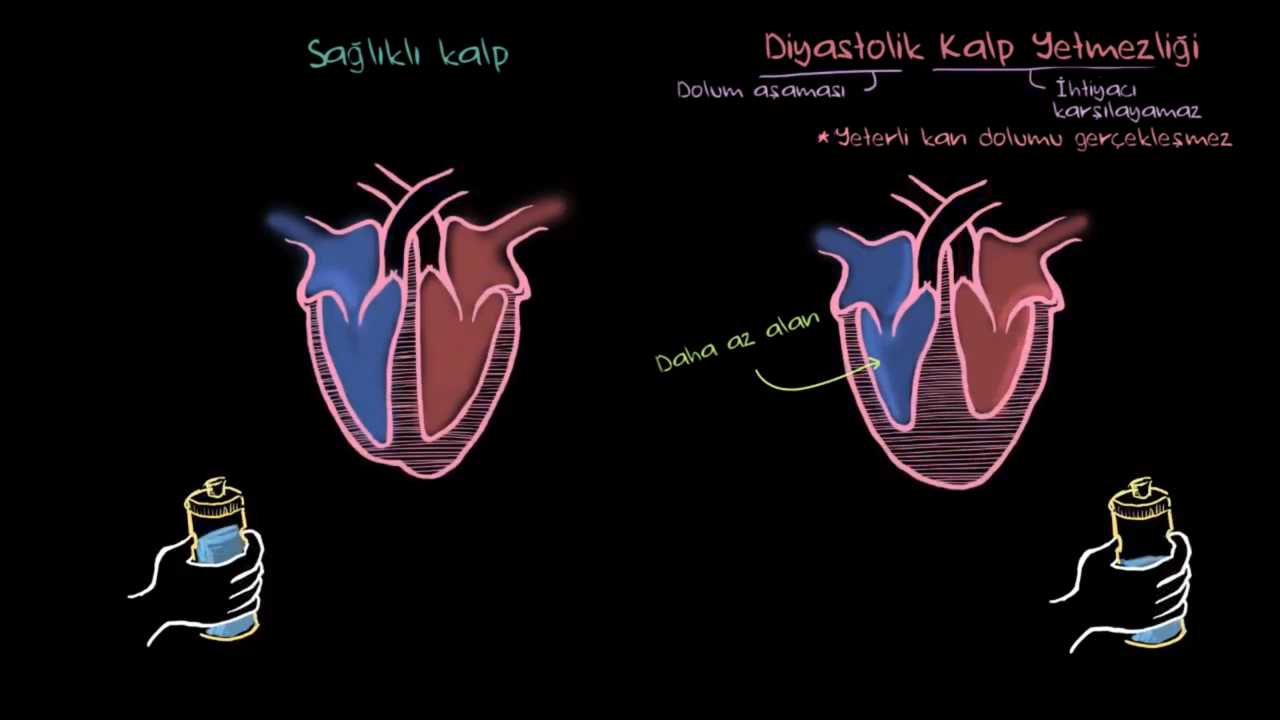 Sağlıklı kalp
Diyastolik Kalp Yetmezliği
Dolum aşaması
İhtiyacı
karşılayamaz
*Yeterli kan dolumu gerçekleşmez
Daha az alan